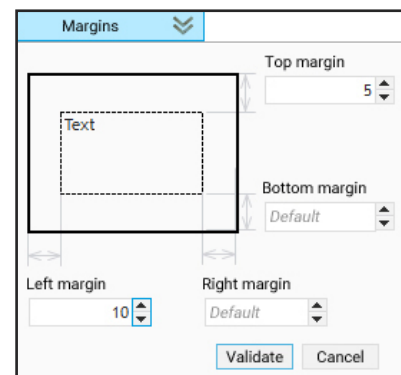 Margins
Top margin
5
Text
Bottom margin
Default
Left margin
Right margin
10
Default
Validate
Cancel